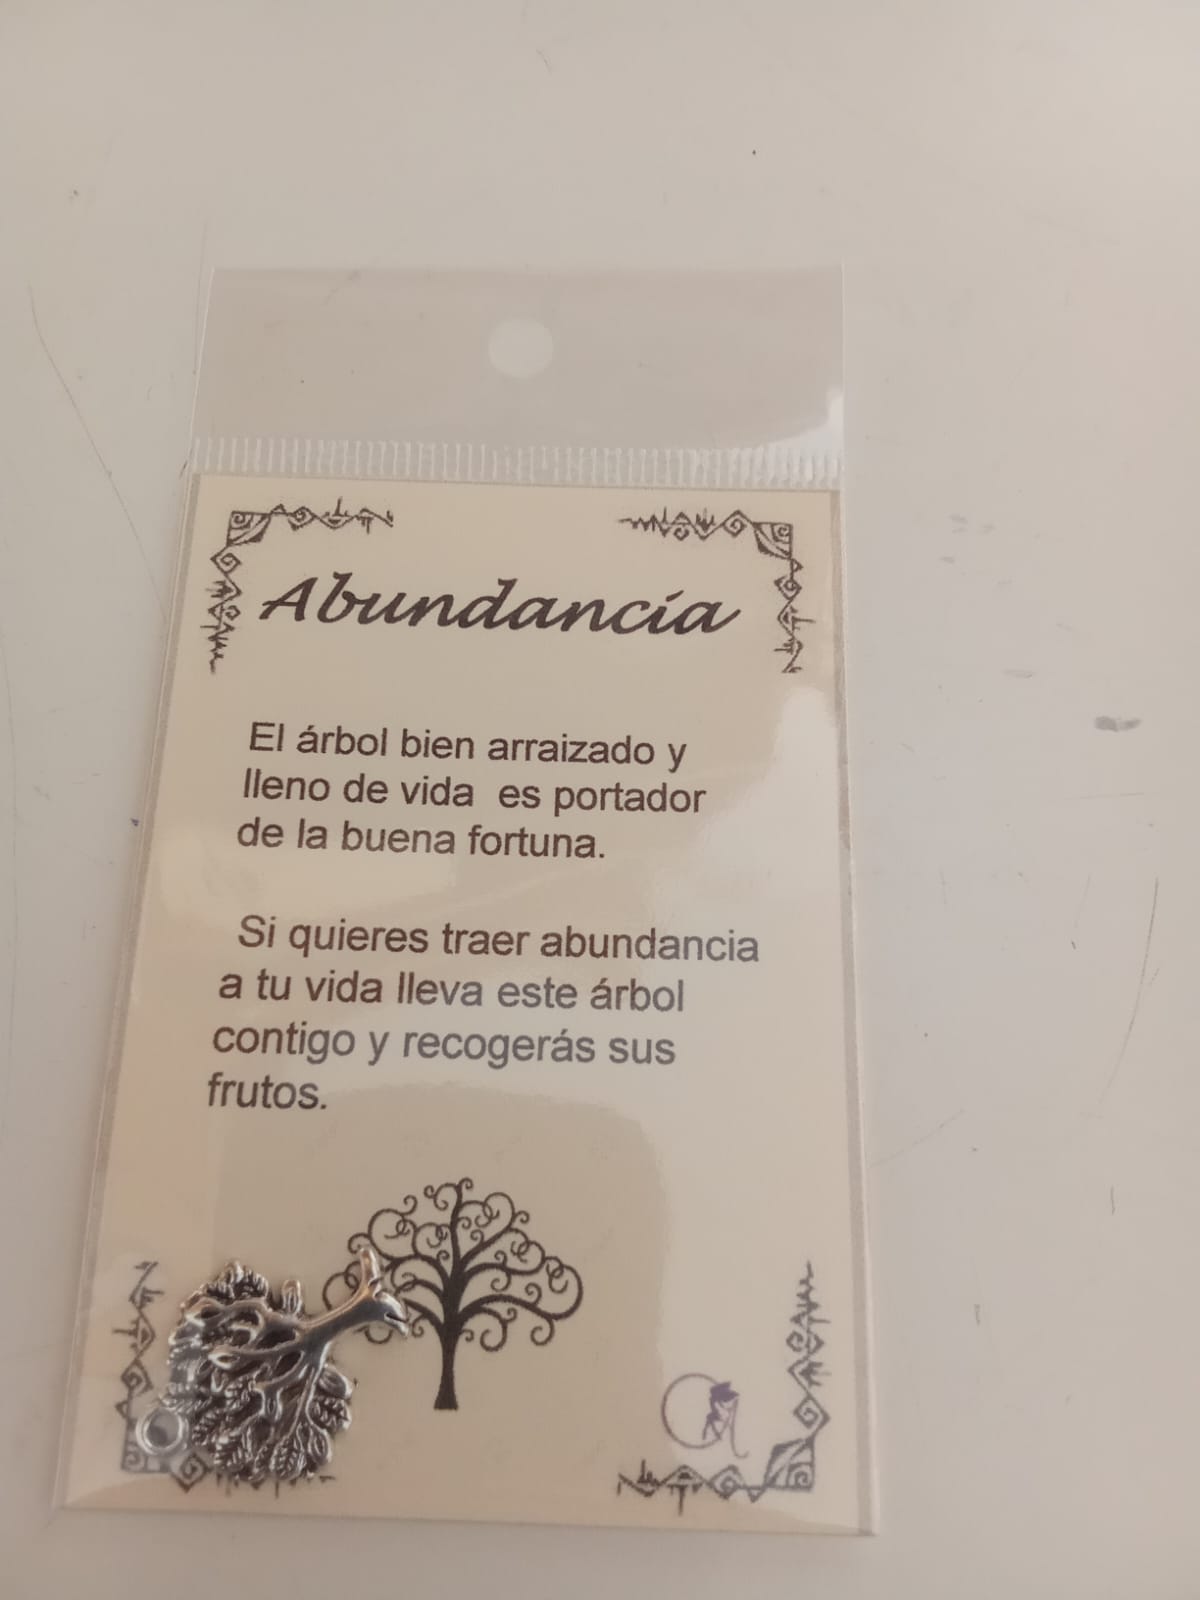 Abundancia
El árbol bien arraizado y
lleno de vida es portador
de la buena fortuna.
Si quieres traer abundancia
a tu vida lleva este árbol
contigo y recogerás sus
frutos.